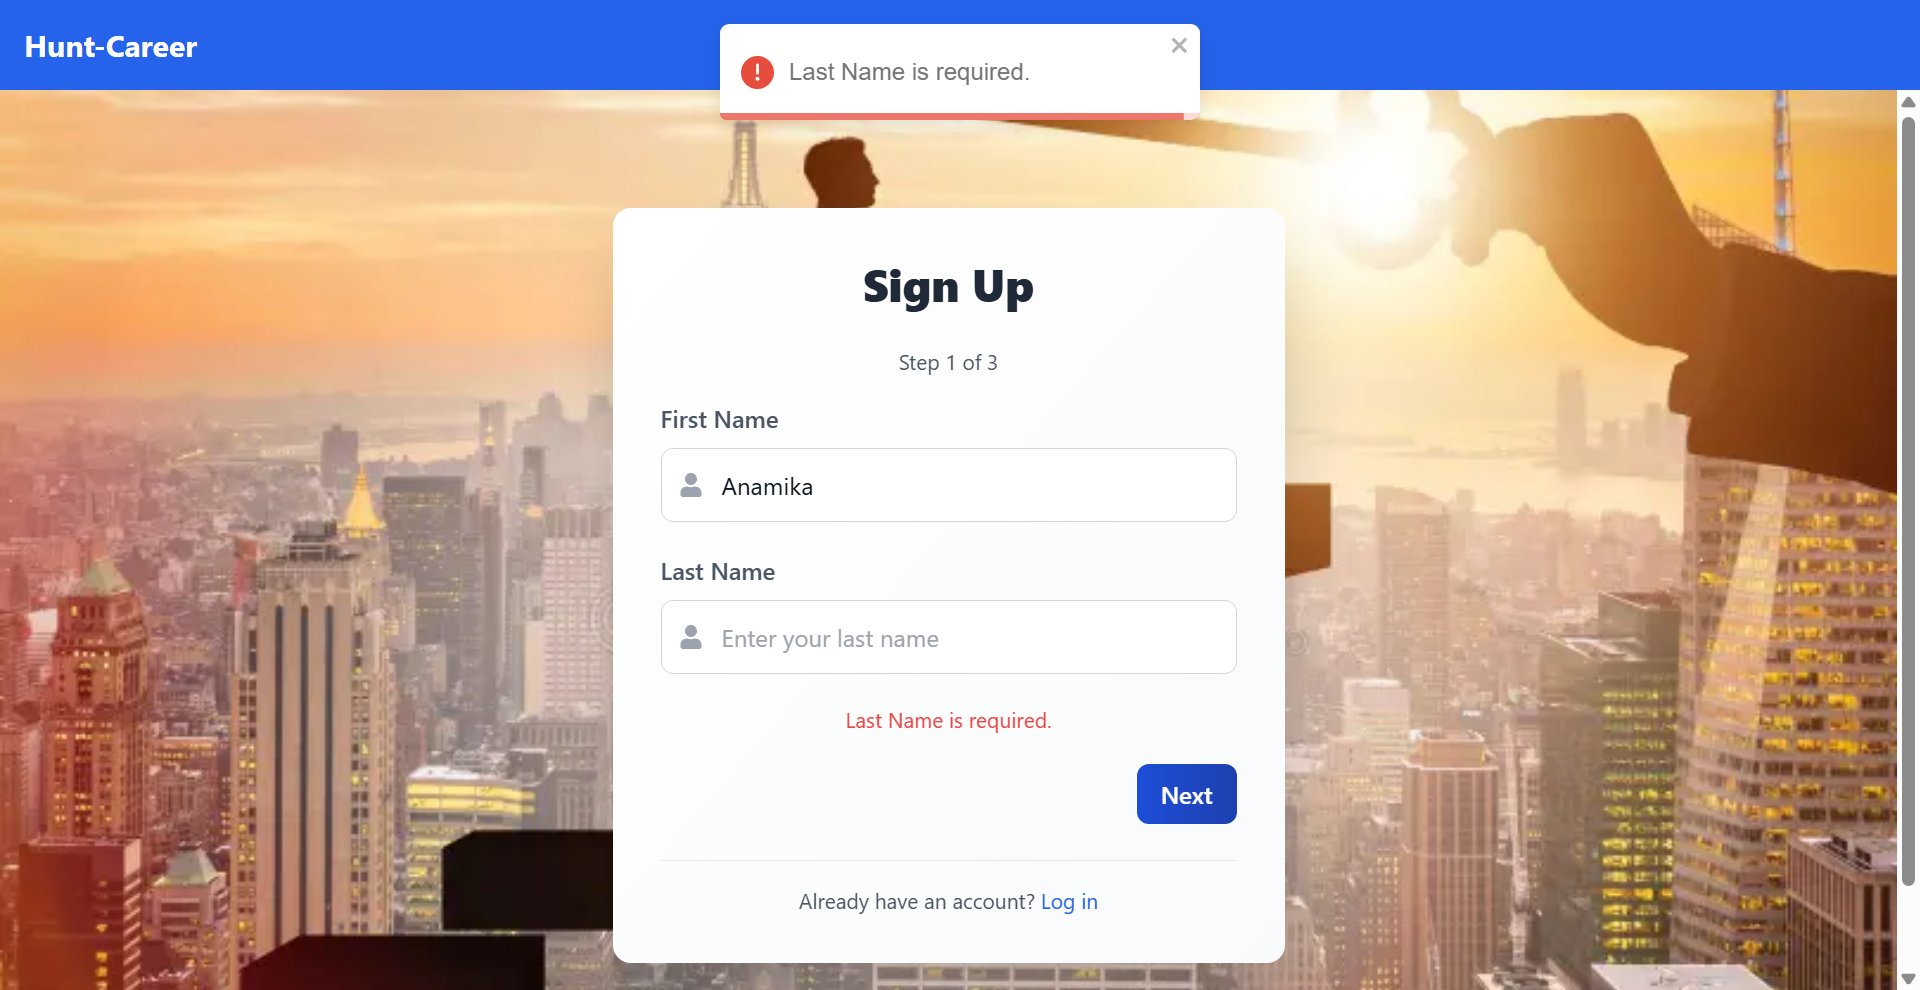 Hunt-Career
Last Name is required.
Sign Up
Step 1 of 3
First Name
Anamika
Last Name
Enter your last name
Last Name is required.
Next
Already have an account? Log in